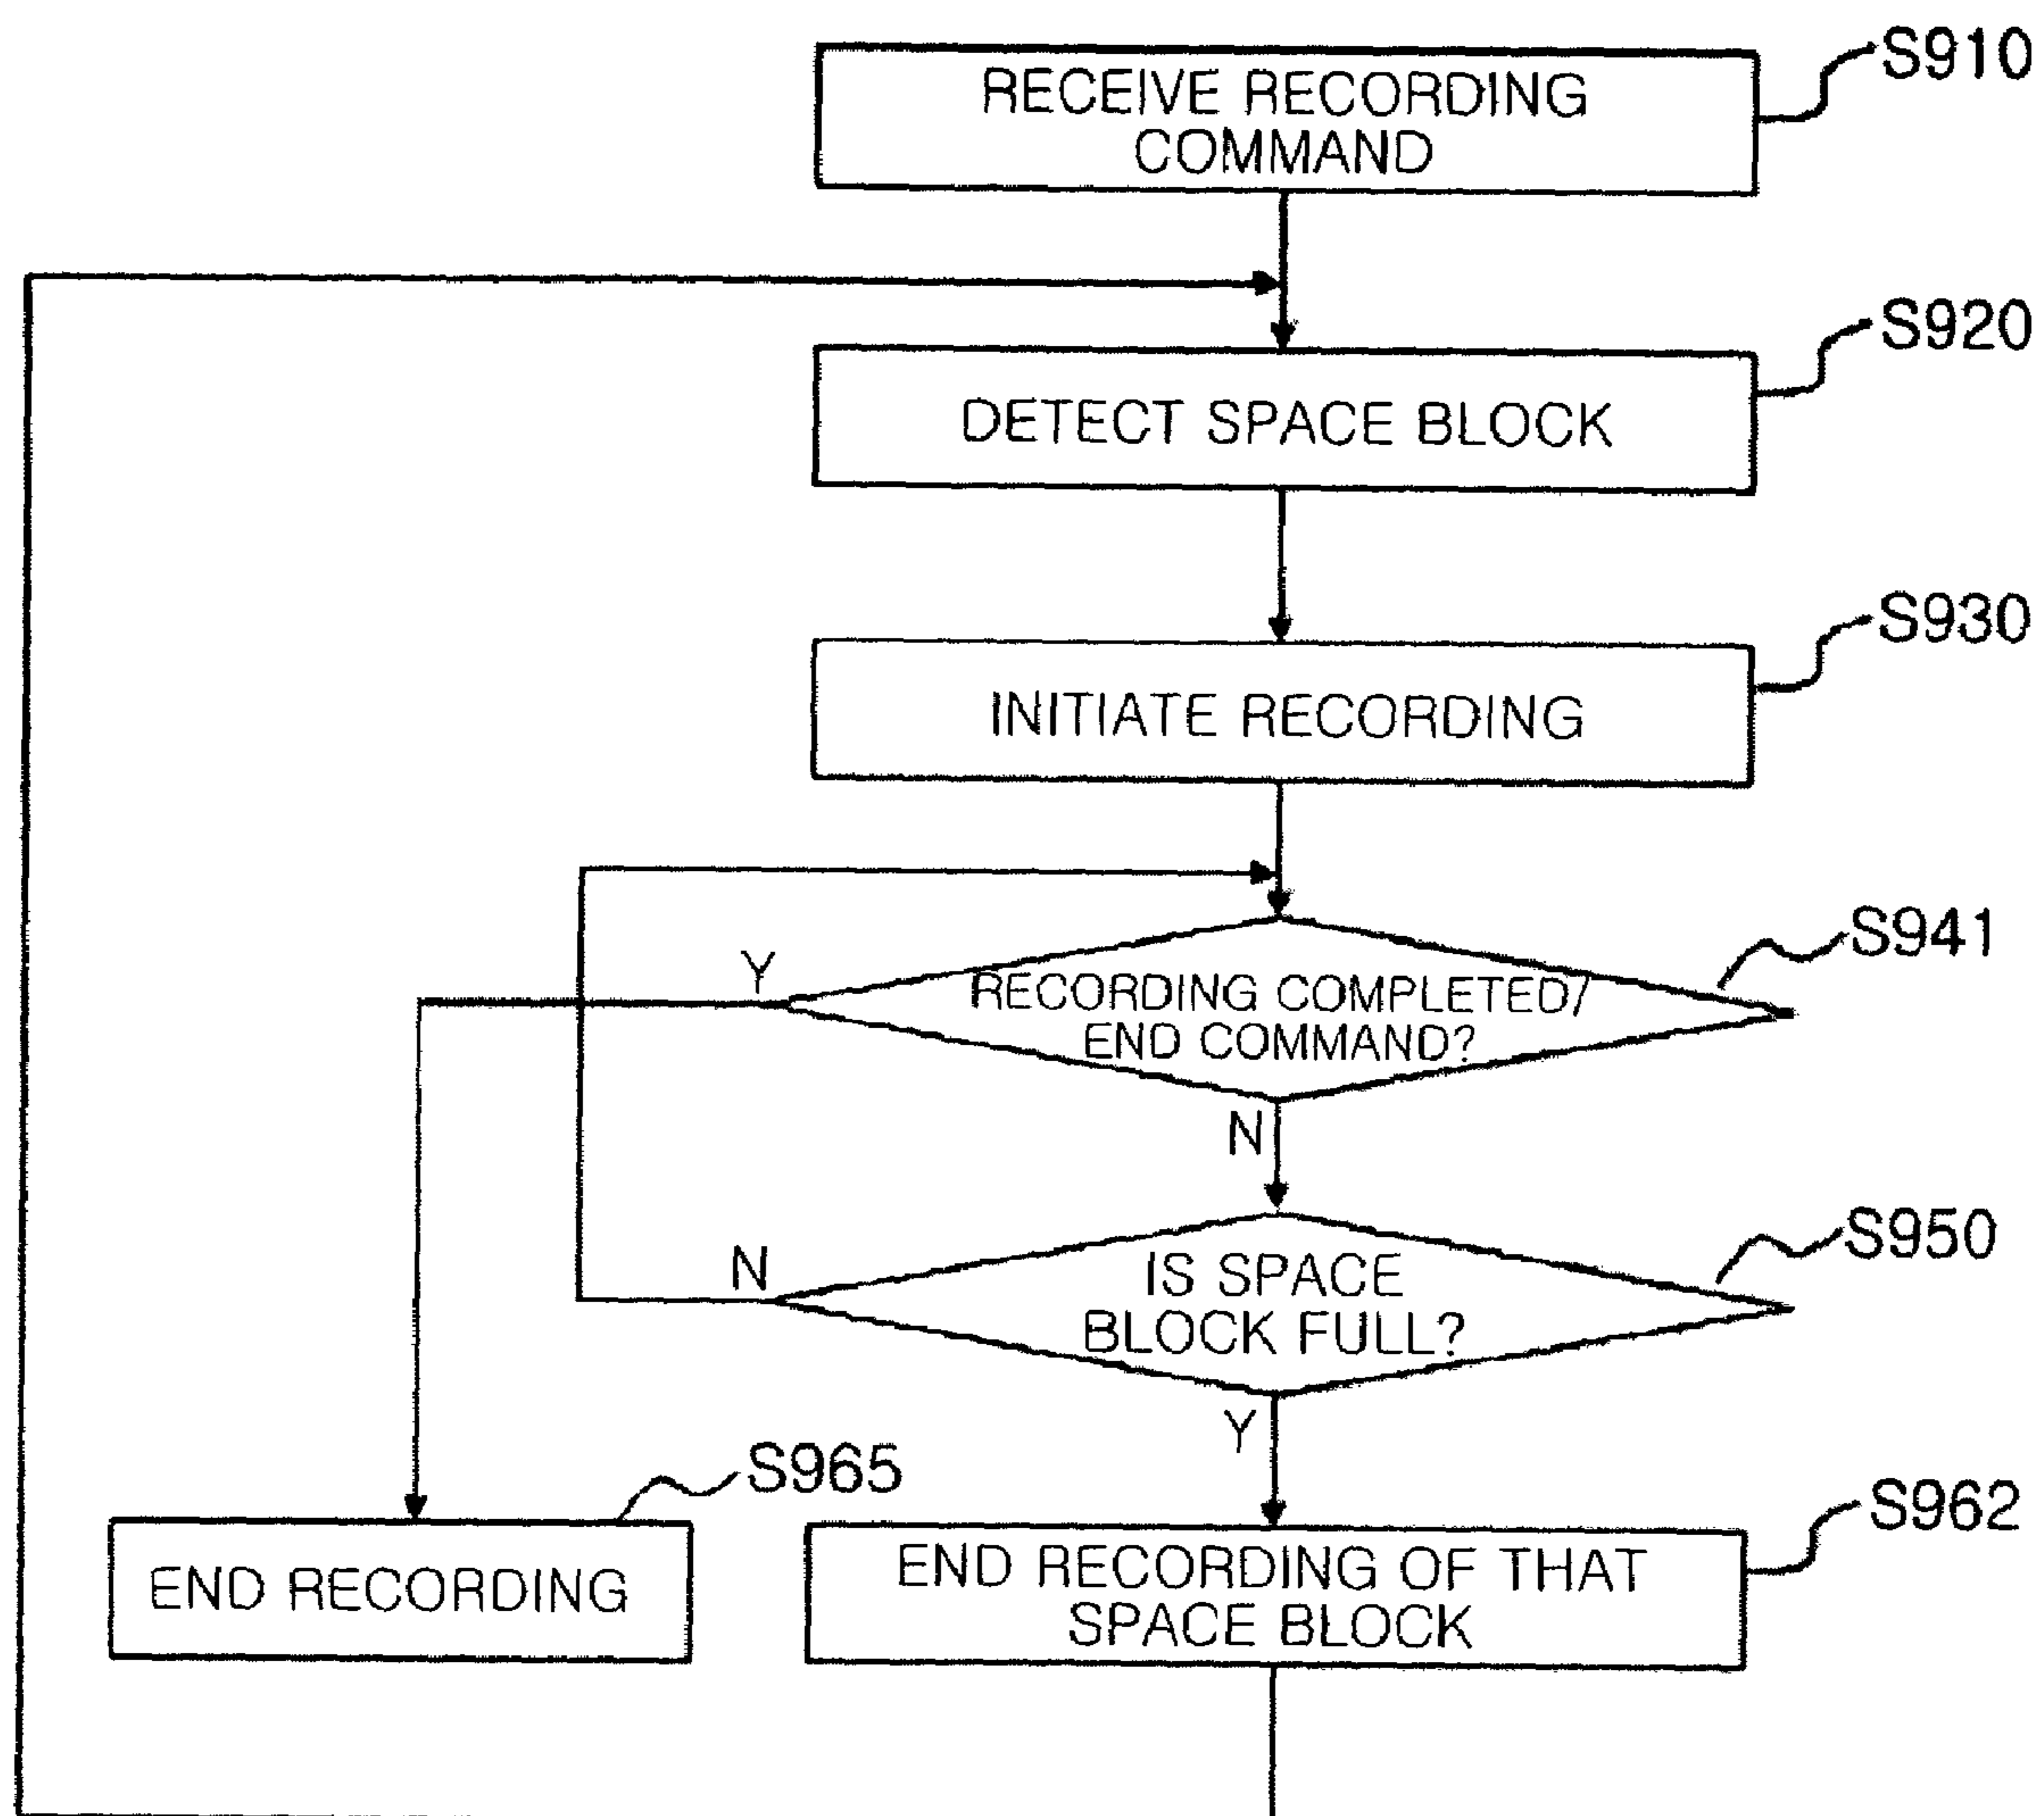 S910
RECEIVE RECORDING
COMMAND
S920
DETECT SPACE BLOCK
S930
INITIATE RECORDING
S941
Y
RECORDING COMPLETED/
END COMMAND?
N
S950
N
IS SPACE
BLOCK FULL?
Y
S965
END RECORDING
S962
END RECORDING OF THAT
SPACE BLOCK